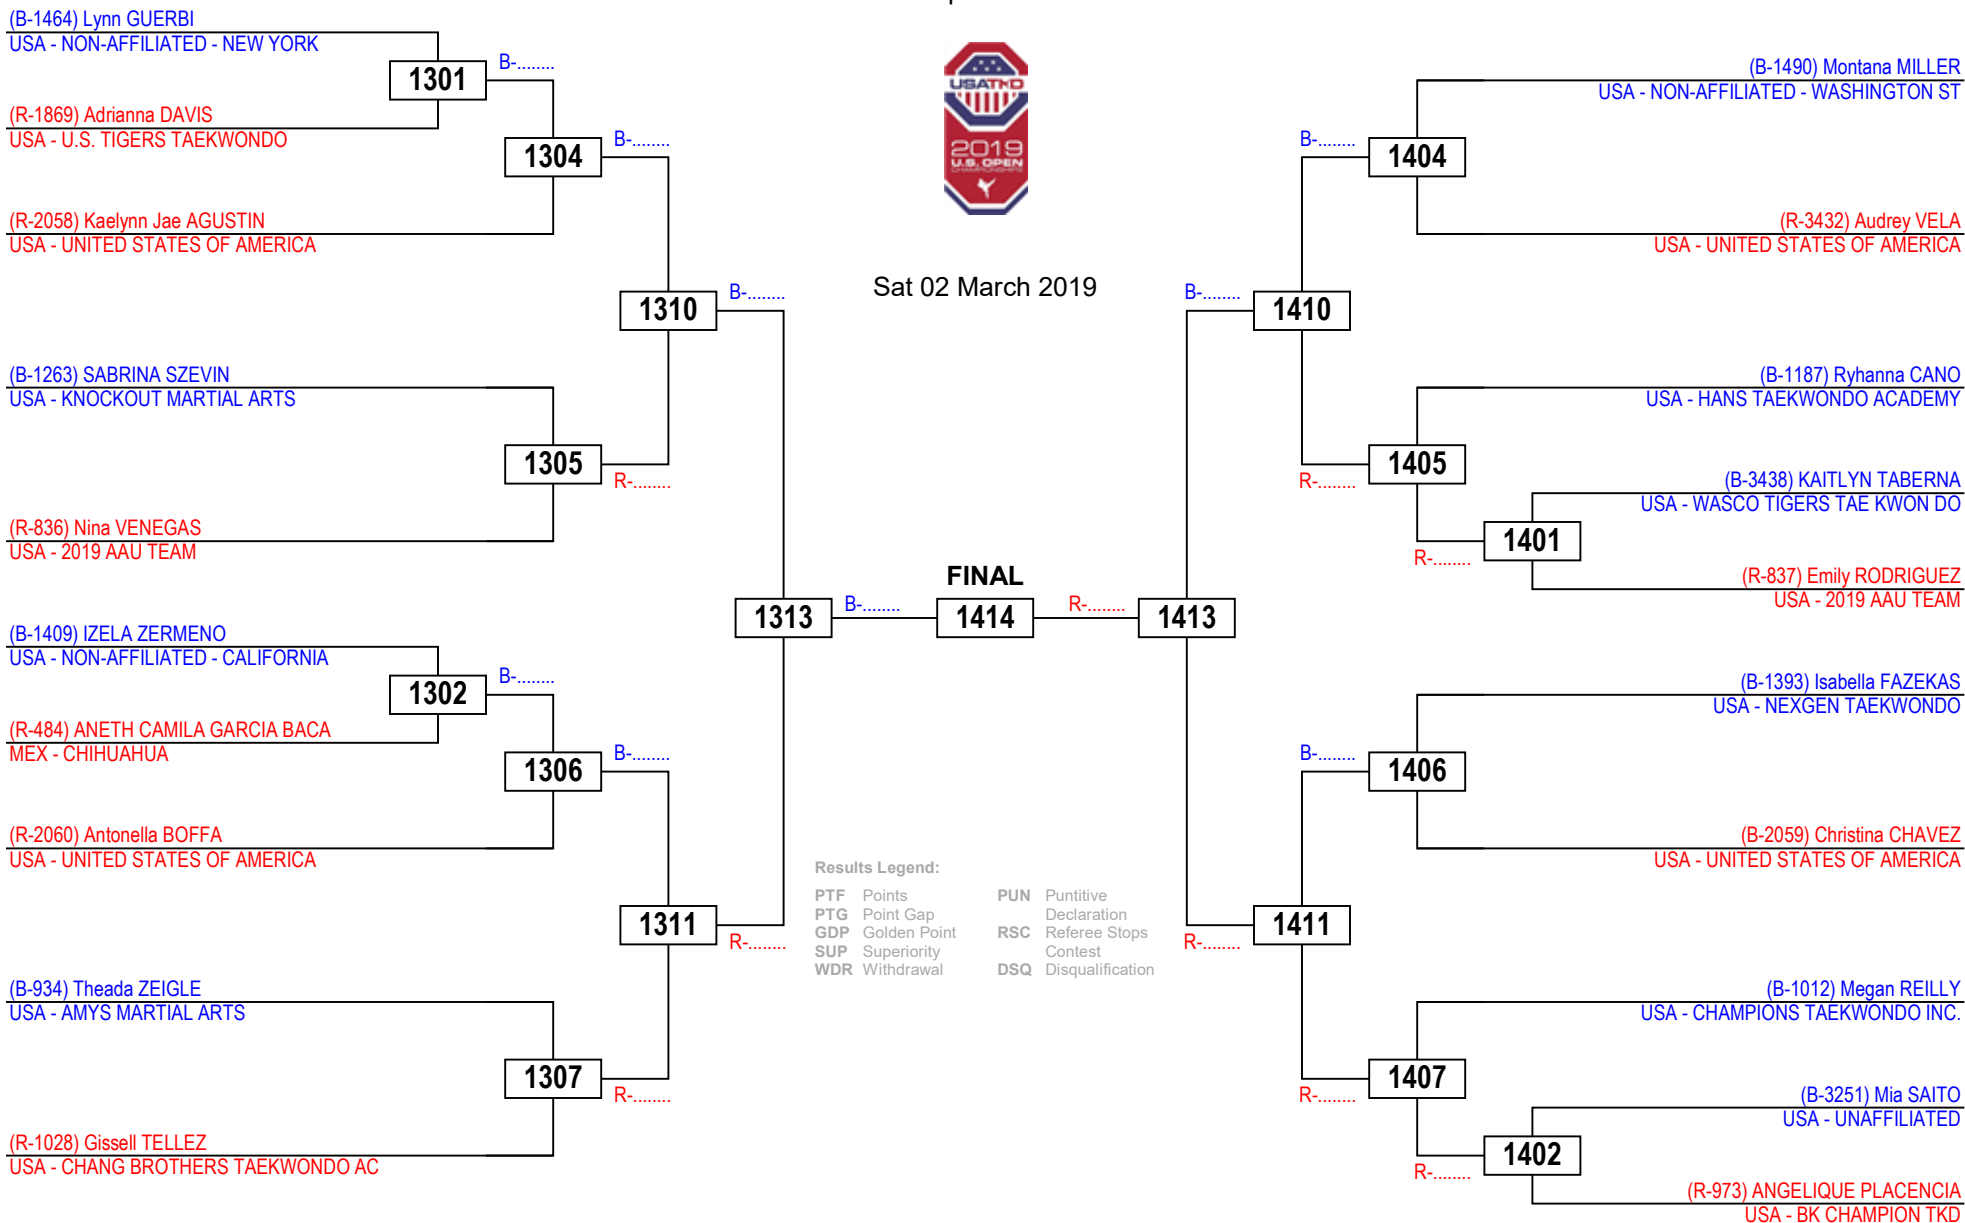 (B-1464) Lynn GUERBI
USA - NON-AFFILIATED - NEW YORK
1301
B-........
(R-1869) Adrianna DAVIS
USA - U.S. TIGERS TAEKWONDO
1304
B-........
(R-2058) Kaelynn Jae AGUSTIN
USA - UNITED STATES OF AMERICA
1310
B-........
(B-1263) SABRINA SZEVIN
USA - KNOCKOUT MARTIAL ARTS
1305
R-........
(R-836) Nina VENEGAS
USA - 2019 AAU TEAM
1313
B-........
(B-1409) IZELA ZERMENO
USA - NON-AFFILIATED - CALIFORNIA
1302
B-........
(R-484) ANETH CAMILA GARCIA BACA
MEX - CHIHUAHUA
1306
B-........
(R-2060) Antonella BOFFA
USA - UNITED STATES OF AMERICA
1311
R-........
(B-934) Theada ZEIGLE
USA - AMYS MARTIAL ARTS
1307
R-........
(R-1028) Gissell TELLEZ
USA - CHANG BROTHERS TAEKWONDO AC
USATKD
2019
U.S. OPEN
CHAMPIONSHIPS
Sat 02 March 2019
FINAL
1414
Results Legend:
PTF Points
PTG Point Gap
GDP Golden Point
SUP Superiority
WDR Withdrawal
PUN Puntitive
Declaration
RSC Referee Stops
Contest
DSQ Disqualification
(B-1490) Montana MILLER
USA - NON-AFFILIATED - WASHINGTON ST
B-........
1404
(R-3432) Audrey VELA
USA - UNITED STATES OF AMERICA
B-........
1410
(B-1187) Ryhanna CANO
USA - HANS TAEKWONDO ACADEMY
R-........
1405
(B-3438) KAITLYN TABERNA
USA - WASCO TIGERS TAE KWON DO
R-........
1401
(R-837) Emily RODRIGUEZ
USA - 2019 AAU TEAM
R-........
1413
(B-1393) Isabella FAZEKAS
USA - NEXGEN TAEKWONDO
B-........
1406
(B-2059) Christina CHAVEZ
USA - UNITED STATES OF AMERICA
R-........
1411
(B-1012) Megan REILLY
USA - CHAMPIONS TAEKWONDO INC.
R-........
1407
(B-3251) Mia SAITO
USA - UNAFFILIATED
R-........
1402
(R-973) ANGELIQUE PLACENCIA
USA - BK CHAMPION TKD